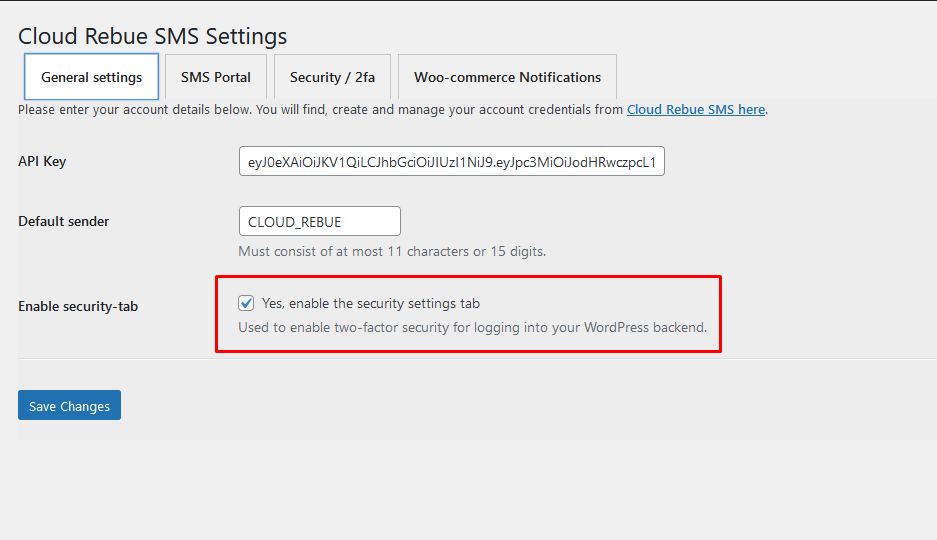 Cloud Rebue SMS Settings
General settings
SMS Portal
Security / 2fa
Woo-commerce Notifications
Please enter your account details below. You will find, create and manage your account credentials from Cloud Rebue SMS here.
API Key
eyJ0eXAiOiJKV1QiLCJhbGciOiJIUzI1NiJ9.eyJpc3MiOiJodHRwczpcL1
Default sender
CLOUD_REBUE
Must consist of at most 11 characters or 15 digits.
Enable security-tab
Yes, enable the security settings tab
Used to enable two-factor security for logging into your WordPress backend.
Save Changes